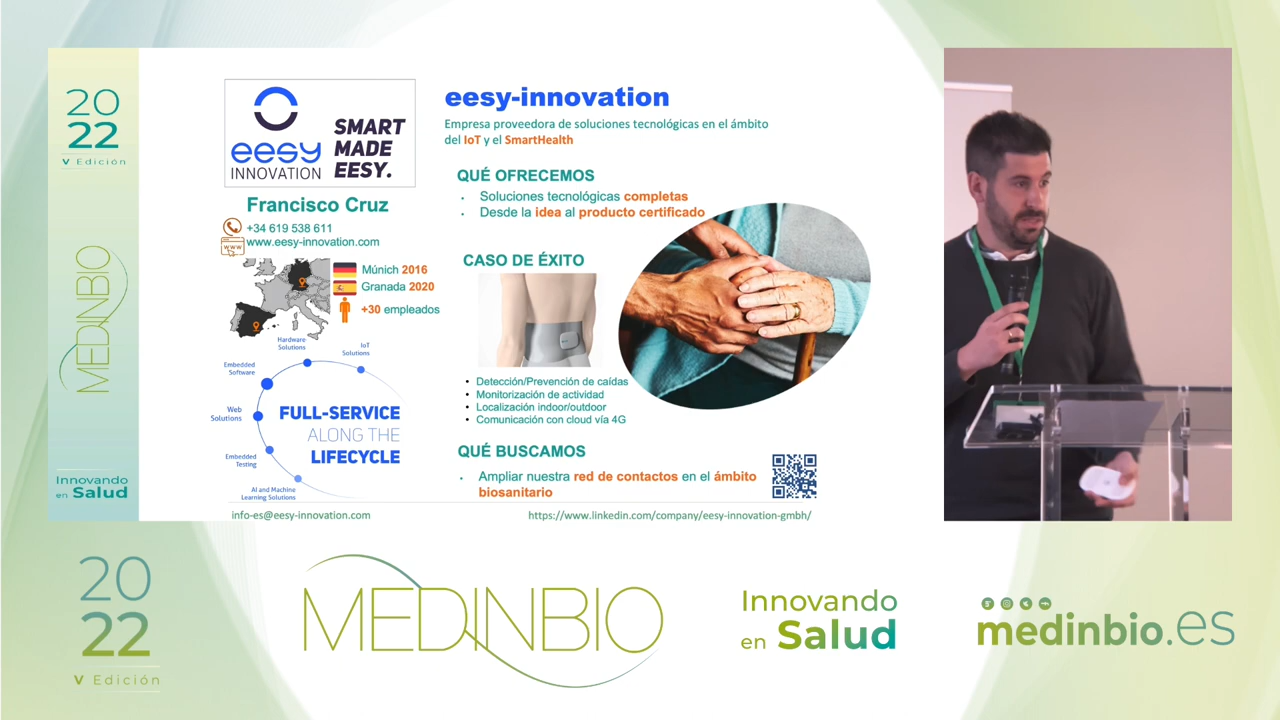 20
22
V Edición
MEDINBIO
Innovando
en Salud
eesy
INNOVATION
SMART
MADE
EESY.
Francisco Cruz
+34 619 538 611
www
www.eesy-innovation.com
Múnich 2016
Granada 2020
+30 empleados
Hardware
Solutions
IoT
Solutions
Embedded
Software
Web
Solutions
Embedded
Testing
AI and Machine
Learning Solutions
FULL-SERVICE
ALONG THE
LIFECYCLE
info-es@eesy-innovation.com
eesy-innovation
Empresa proveedora de soluciones tecnológicas en el ámbito
del IoT y el SmartHealth
QUÉ OFRECEMOS
• Soluciones tecnológicas completas
• Desde la idea al producto certificado
CASO DE ÉXITO
• Detección/Prevención de caídas
• Monitorización de actividad
• Localización indoor/outdoor
• Comunicación con cloud vía 4G
QUÉ BUSCAMOS
• Ampliar nuestra red de contactos en el ámbito
biosanitario
https://www.linkedin.com/company/eesy-innovation-gmbh/
20
22
V Edición
MEDINBIO
Innovando
en Salud
medinbio.es